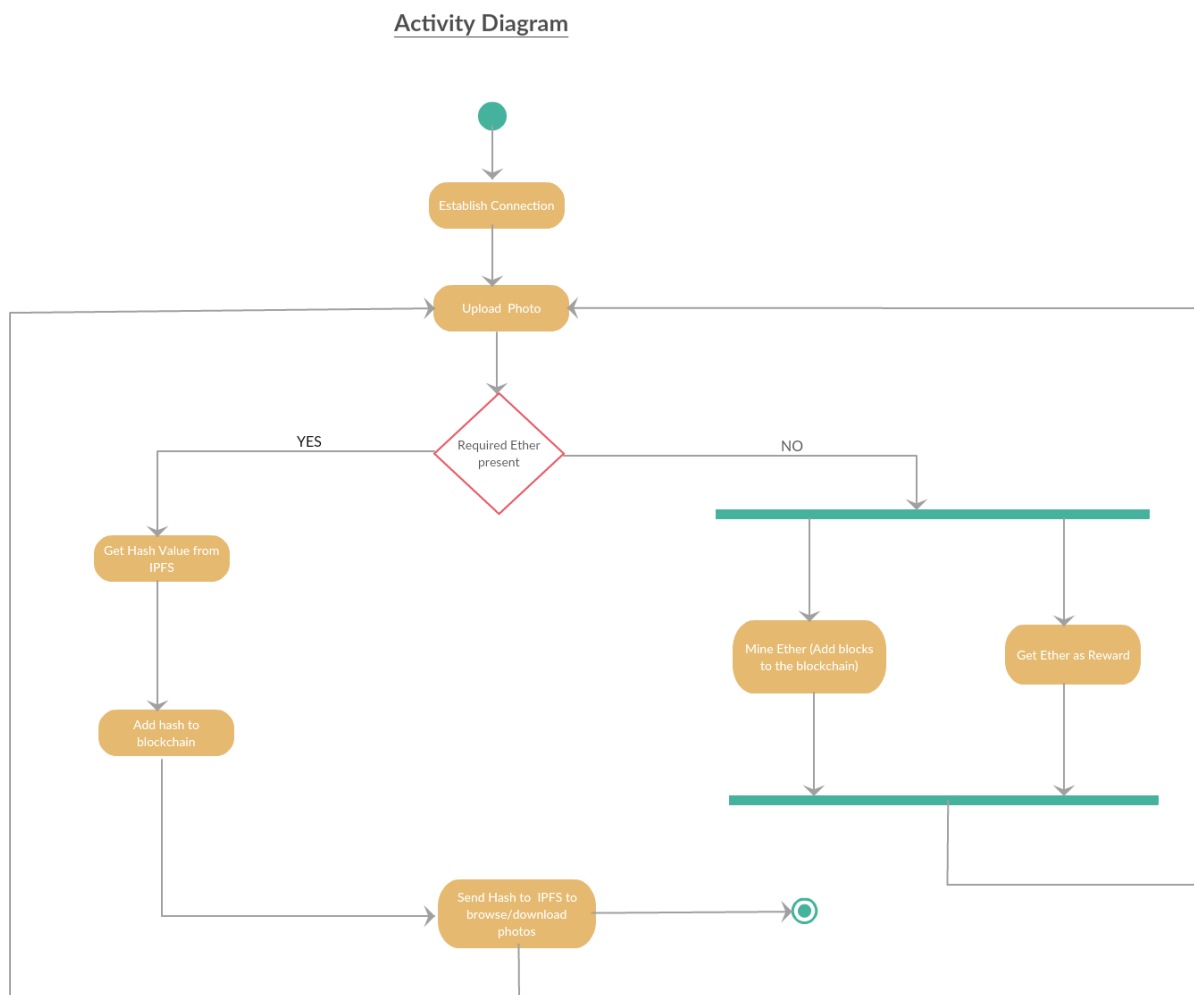 Activity Diagram
Establish Connection
Upload Photo
Required Ether
present
YES
NO
Get Hash Value from
IPFS
Mine Ether (Add blocks
to the blockchain)
Get Ether as Reward
Add hash to
blockchain
Send Hash to IPFS to
browse/download
photos